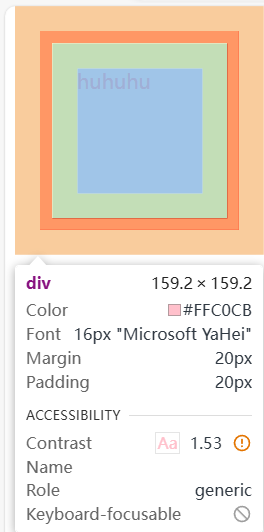 huhuhu
div 159.2 × 159.2
Color #FFC0CB
Font 16px "Microsoft YaHei"
Margin 20px
Padding 20px
ACCESSIBILITY
Contrast Aa 1.53
Name
Role generic
Keyboard-focusable